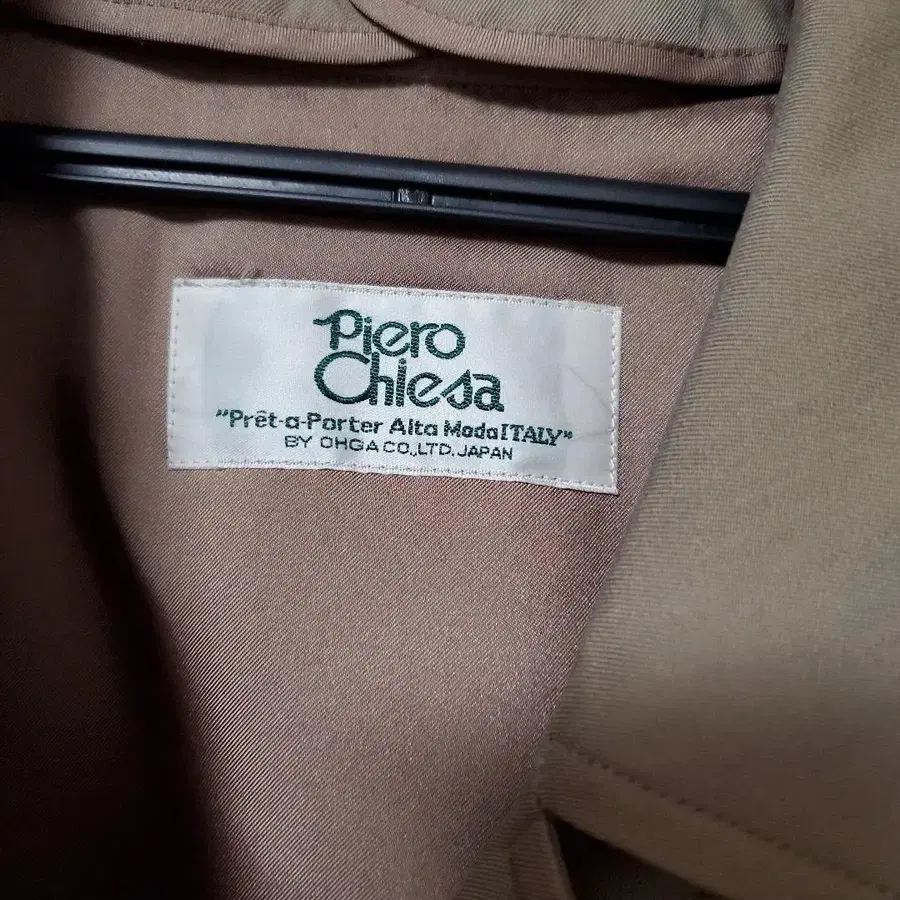 Piero
Chiesa
"Prêt-a-Porter Alta Moda ITALY"
BY OHGA CO.,LTD. JAPAN